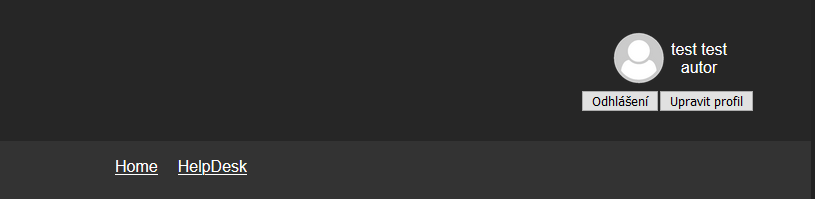 test test
autor
Odhlášení Upravit profil
Home HelpDesk